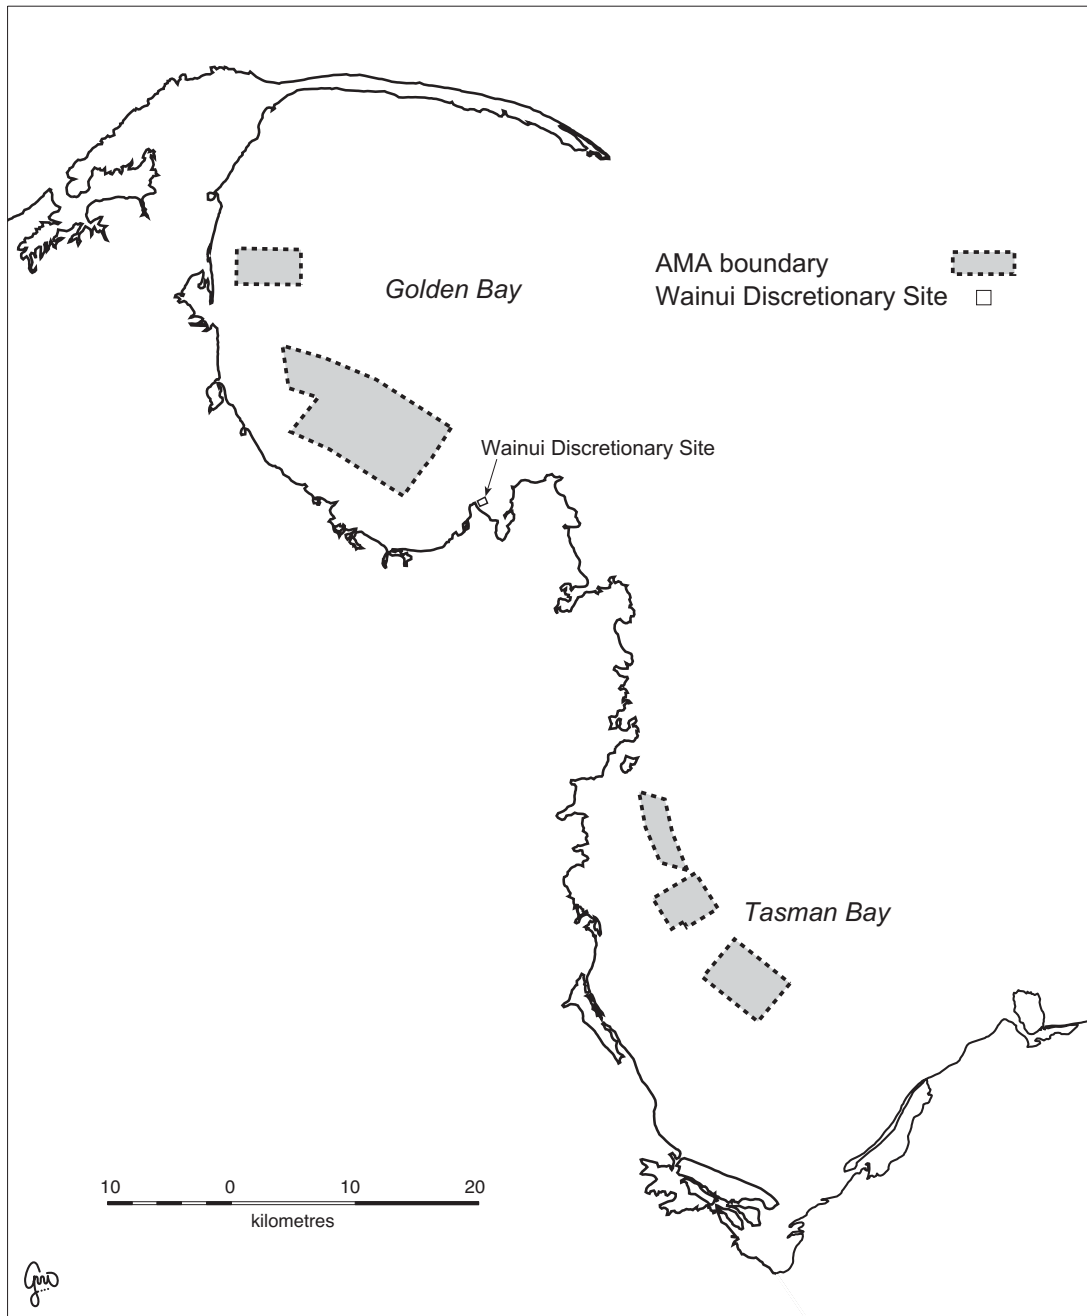 Golden Bay
AMA boundary
Wainui Discretionary Site
Wainui Discretionary Site
Tasman Bay
10 0 10 20
kilometres